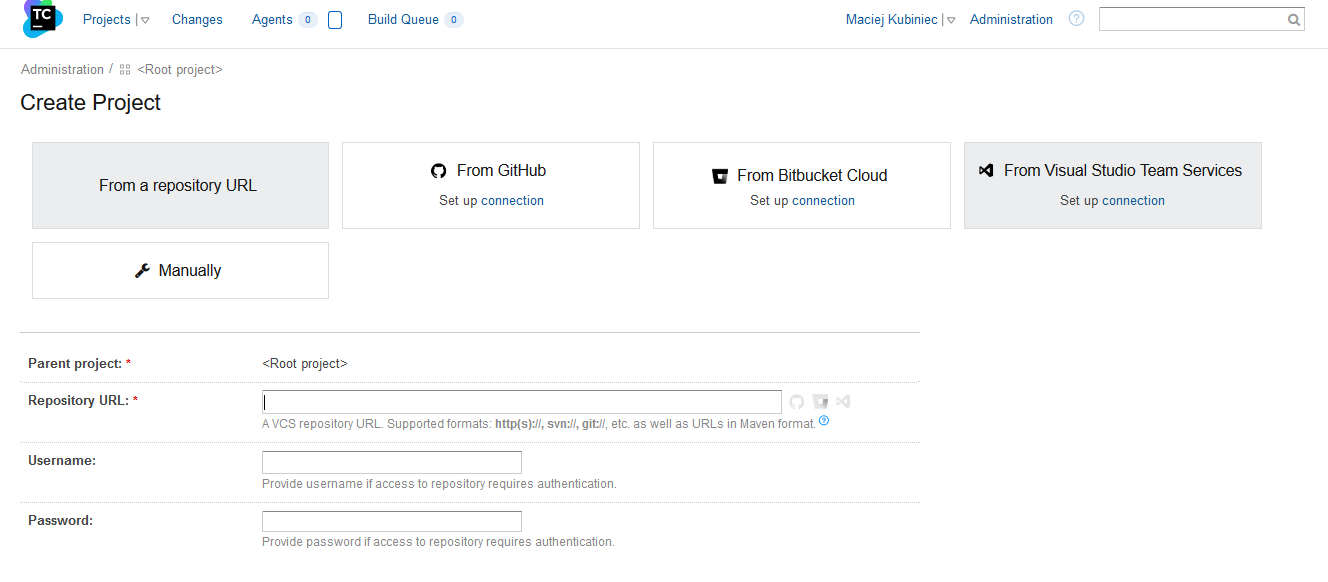 TC Projects Changes Agents 0 Build Queue 0 Maciej Kubiniec Administration ?
Administration / <Root project>
Create Project
From a repository URL
From GitHub
Set up connection
From Bitbucket Cloud
Set up connection
From Visual Studio Team Services
Set up connection
Manually
Parent project: * <Root project>
Repository URL: *
A VCS repository URL. Supported formats: http(s)://, svn://, git://, etc. as well as URLs in Maven format. ?
Username:
Provide username if access to repository requires authentication.
Password:
Provide password if access to repository requires authentication.